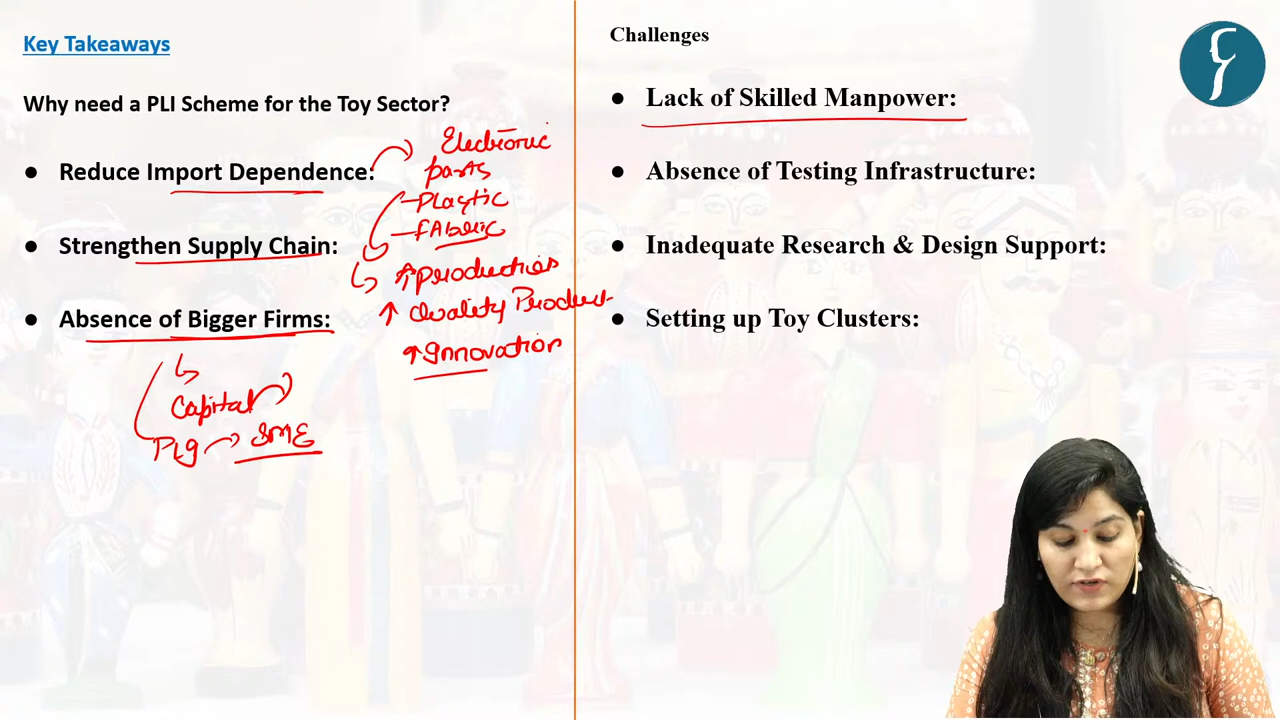 Key Takeaways
Why need a PLI Scheme for the Toy Sector?
● Reduce Import Dependence:
Electronic
parts
- Plastic
- fAbric
● Strengthen Supply Chain:
↑ production
↑ Quality Product
↑ Innovation
● Absence of Bigger Firms:
Capital
SME
Challenges
● Lack of Skilled Manpower:
● Absence of Testing Infrastructure:
● Inadequate Research & Design Support:
● Setting up Toy Clusters: